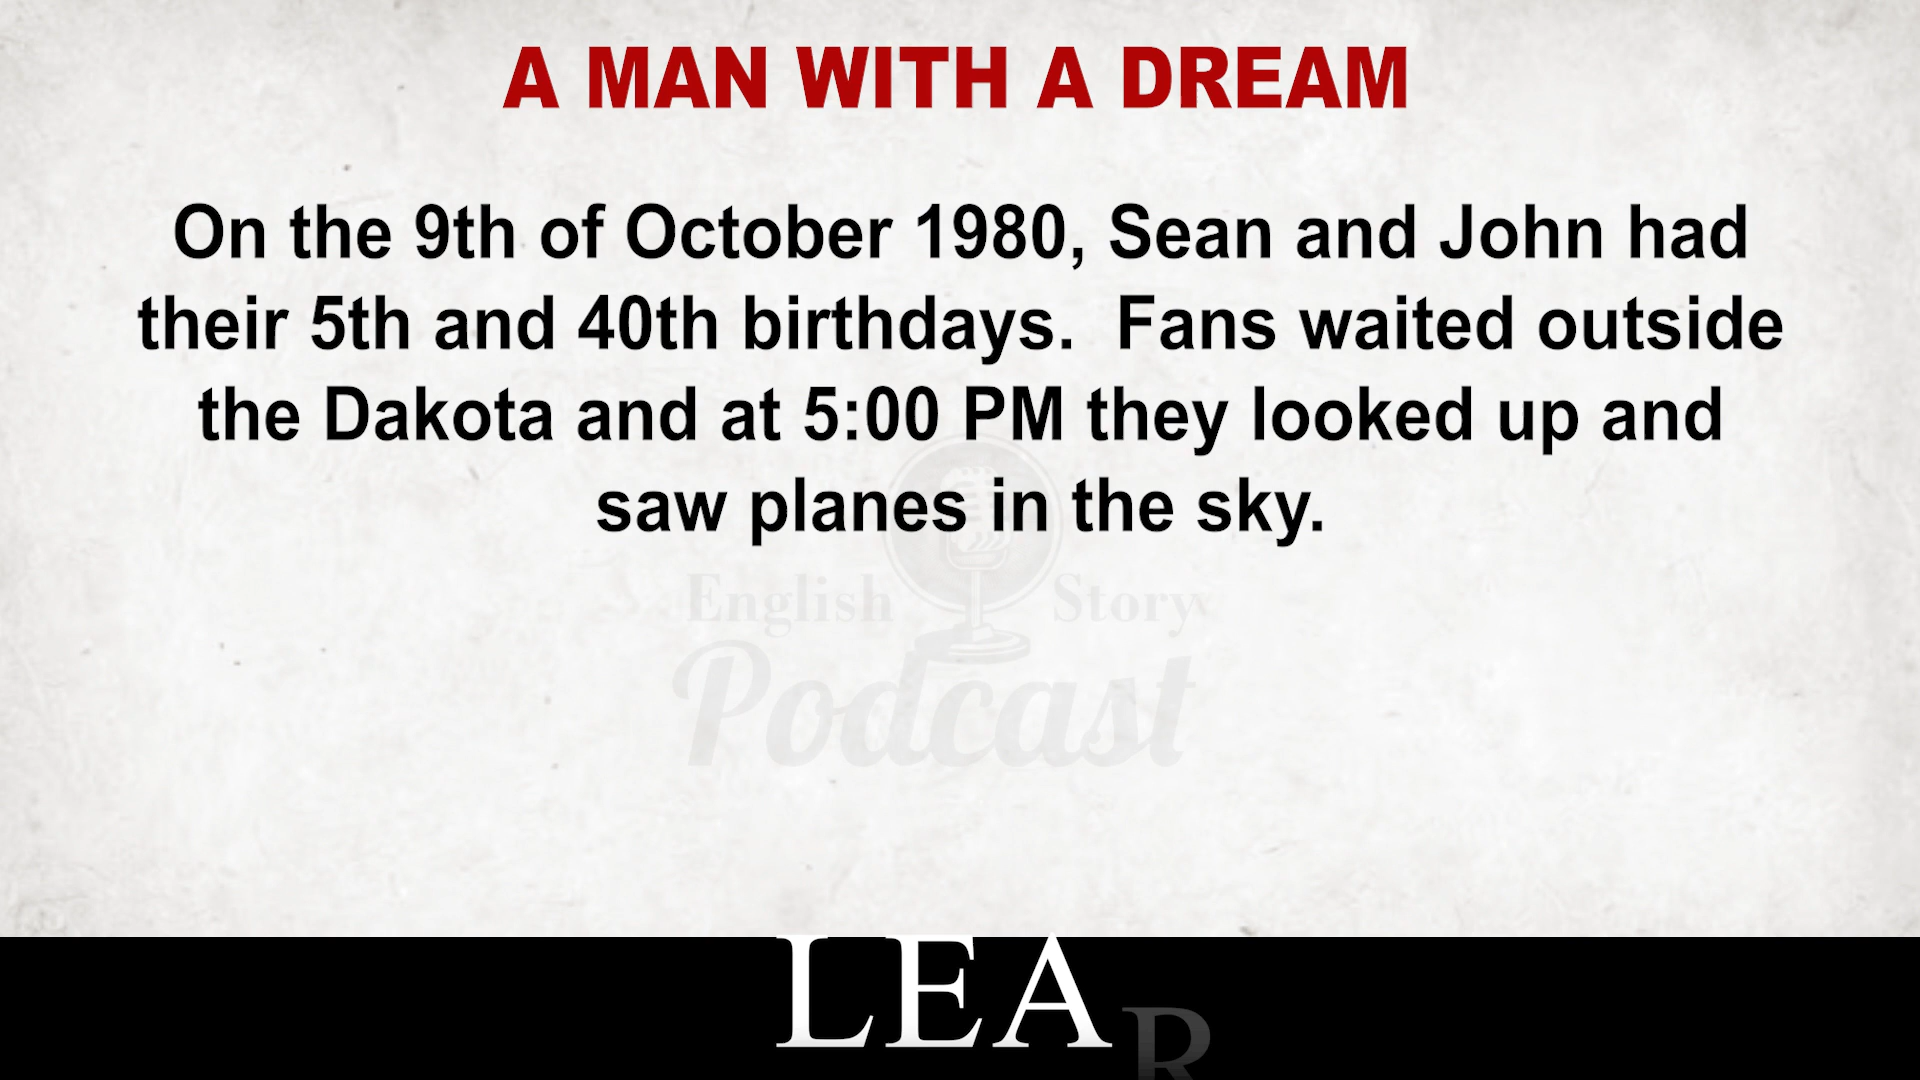 A MAN WITH A DREAM
On the 9th of October 1980, Sean and John had
their 5th and 40th birthdays.  Fans waited outside
the Dakota and at 5:00 PM they looked up and
saw planes in the sky.
English Story
Podcast
LEAR